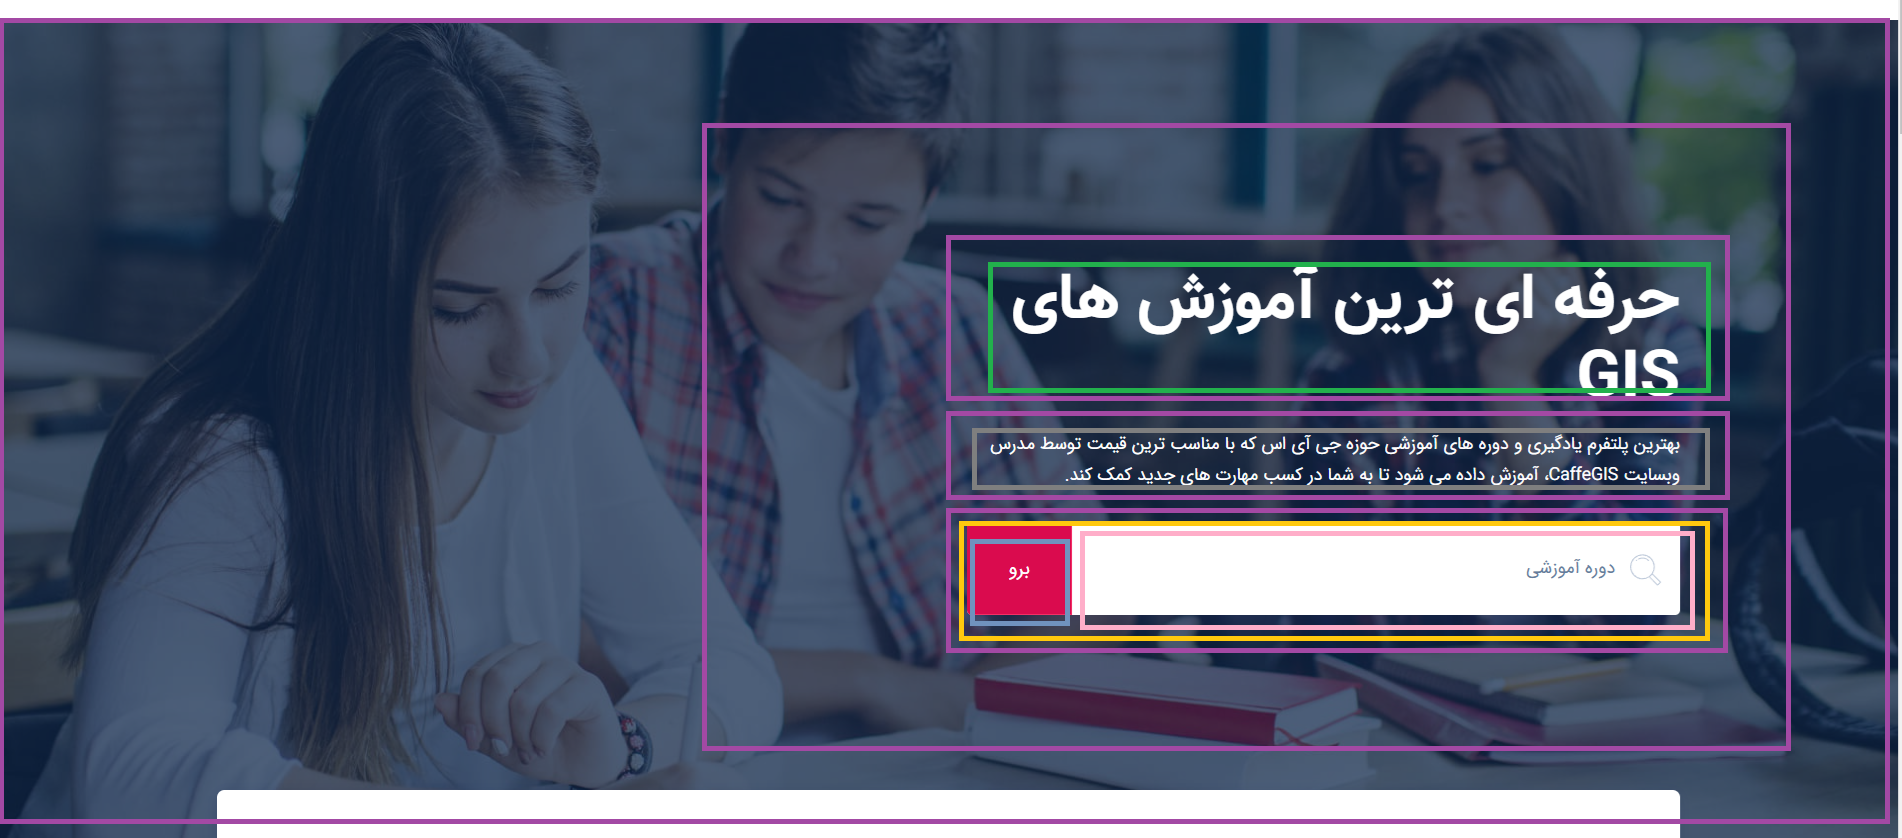 حرفه ای ترین آموزش های
GIS
بهترین پلتفرم یادگیری و دوره های آموزشی حوزه جی آی اس که با مناسب ترین قیمت توسط مدرس
وبسایت CaffeGIS، آموزش داده می شود تا به شما در کسب مهارت های جدید کمک کند.
دوره آموزشی
برو